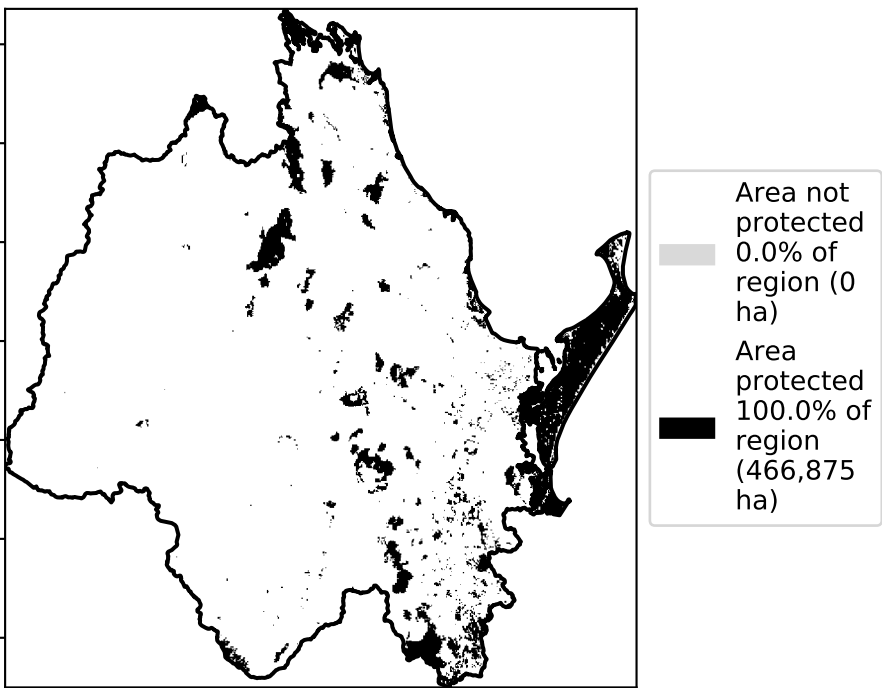 Area not
protected
0.0% of
region (0
ha)
Area
protected
100.0% of
region
(466,875
ha)